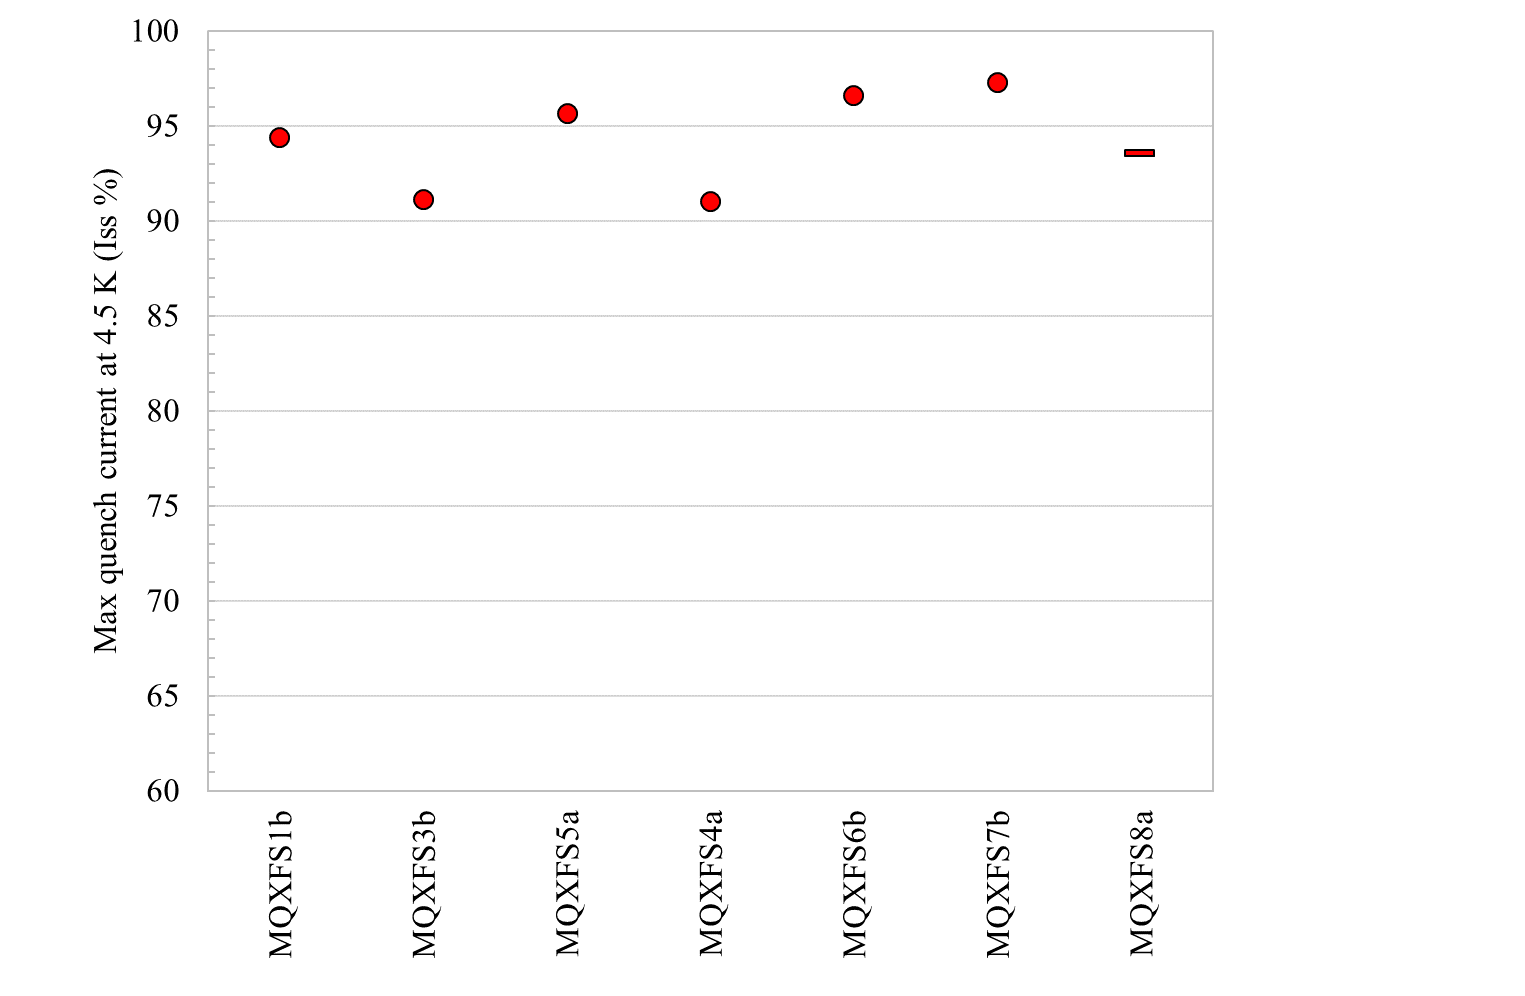 100
95
90
85
80
75
70
65
60
Max quench current at 4.5 K (Iss %)
MQXFS1b
MQXFS3b
MQXFS5a
MQXFS4a
MQXFS6b
MQXFS7b
MQXFS8a